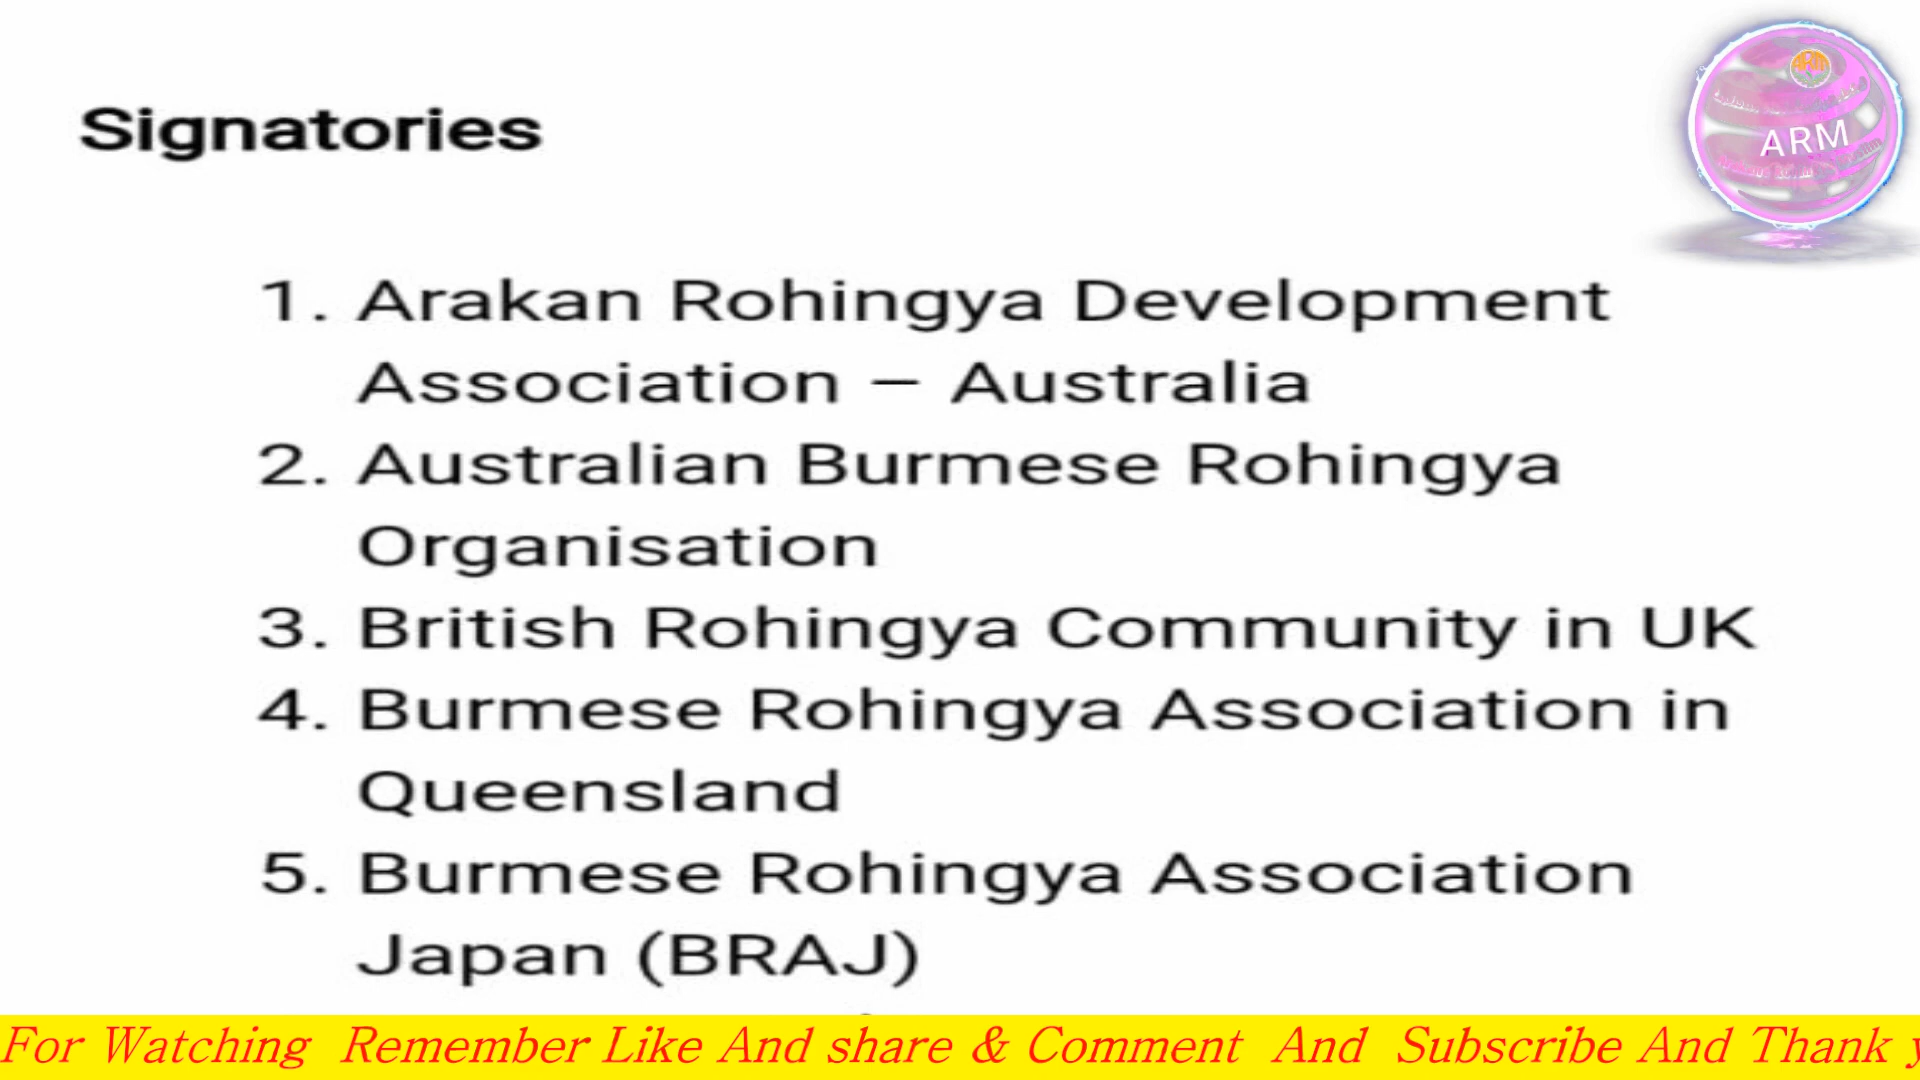 Signatories
ARM
ARM
1. Arakan Rohingya Development
Association – Australia
2. Australian Burmese Rohingya
Organisation
3. British Rohingya Community in UK
4. Burmese Rohingya Association in
Queensland
5. Burmese Rohingya Association
Japan (BRAJ)
For Watching Remember Like And share & Comment And Subscribe And Thank y